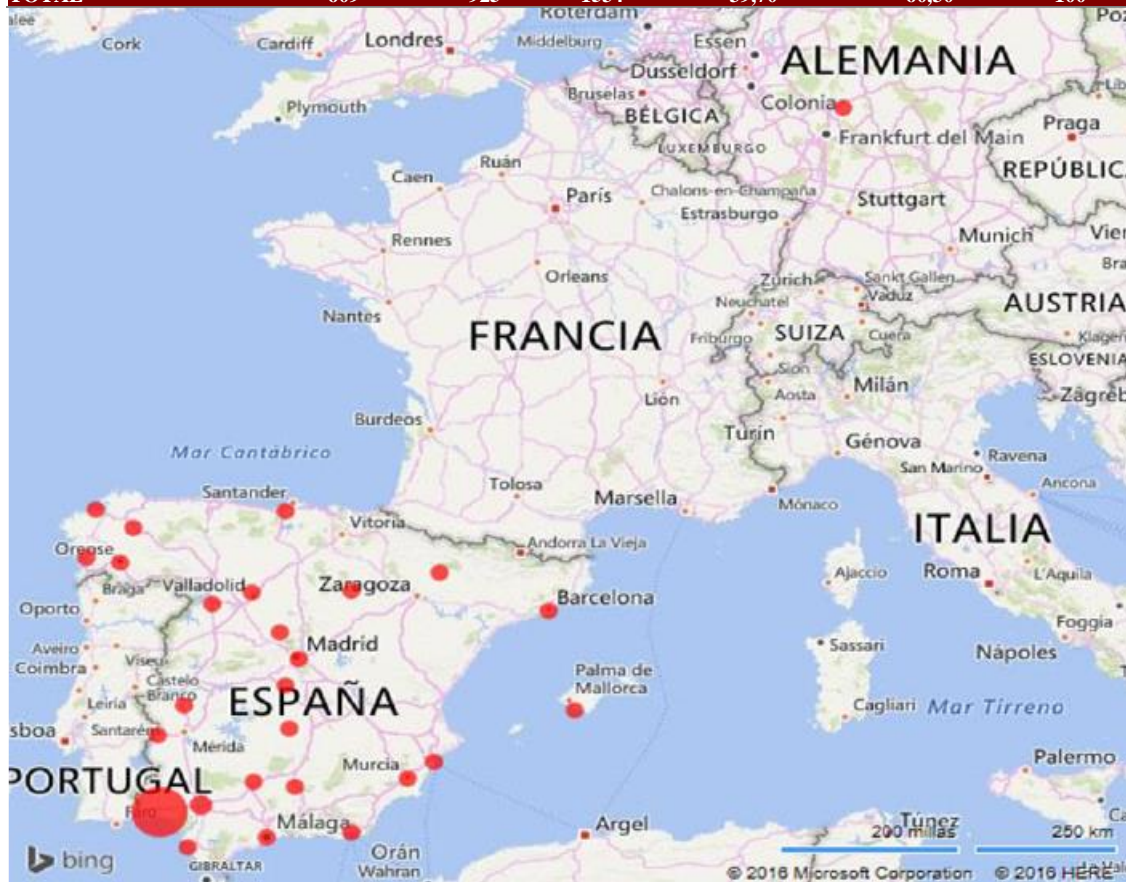 Cork
Cardiff
Londres
Middelburg
Essen
Dusseldorf
ALEMANIA
Plymouth
Bruselas
BÉLGICA
Colonia
Praga
Frankfurt del Main
LUXEMBURGO
REPÚBLIC
Ruán
Caen
París
Chalons-en-Champaña
Stuttgart
Estrasburgo
Munich
Rennes
Orleans
Zúrich
Sankt Gallen
Vaduz
Neuchatel
AUSTRIA
Nantes
FRANCIA
Friburgo
SUIZA
Cuera
ESLOVENIA
Sion
Milán
Lión
Aosta
Zagreb
Burdeos
Turín
Génova
Mar Cantábrico
Ravena
San Marino
Ancona
Santander
Tolosa
Marsella
Mónaco
Vitoria
ITALIA
Orense
Andorra La Vieja
Braga
Valladolid
Zaragoza
Ajaccio
Roma
L'Aquila
Oporto
Barcelona
Foggia
Aveiro
Madrid
Sassari
Nápoles
Coimbra
Viseu
Palma de
Mallorca
Castelo
Branco
Leiria
ESPAÑA
Cagliari
Mar Tirreno
sboa
Santarém
Mérida
Palermo
Murcia
PORTUGAL
Faro
Málaga
Argel
Túnez
200 millas
250 km
bing
GIBRALTAR
Orán
Wahran
© 2016 Microsoft Corporation © 2016 HERE